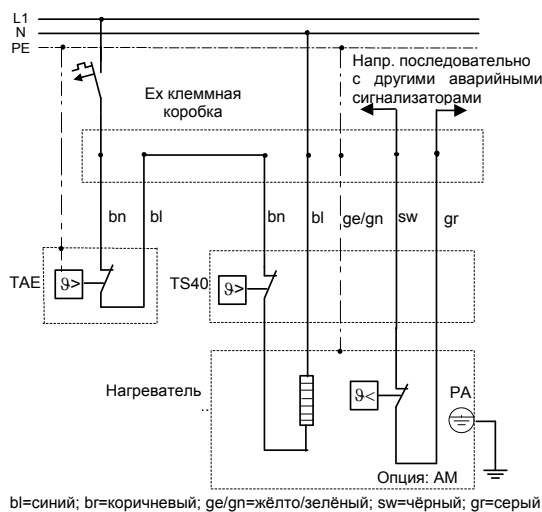 L1
N
PE
Напр. последовательно
с другими аварийными
сигнализаторами
Ex клеммная
коробка
bn
bl
bn
bl
ge/gn
sw
gr
TAE
ϑ>
TS40
ϑ>
Нагреватель
..
ϑ<
PA
Опция: AM
bl=синий; br=коричневый; ge/gn=жёлто/зелёный; sw=чёрный; gr=серый